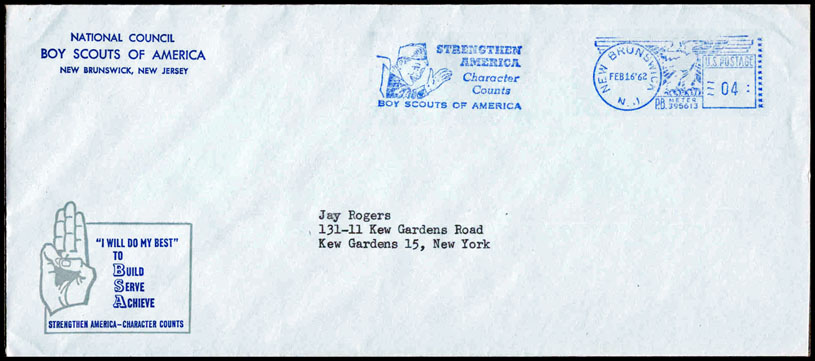 NATIONAL COUNCIL
BOY SCOUTS OF AMERICA
NEW BRUNSWICK, NEW JERSEY
STRENGTHEN
AMERICA
Character
Counts
BOY SCOUTS OF AMERICA
NEW BRUNSWICK
FEB 16 '62
N. J.
U.S. POSTAGE
04
P.B. METER
395613
Jay Rogers
131-11 Kew Gardens Road
Kew Gardens 15, New York
"I WILL DO MY BEST"
TO
BUILD
SERVE
ACHIEVE
STRENGTHEN AMERICA–CHARACTER COUNTS